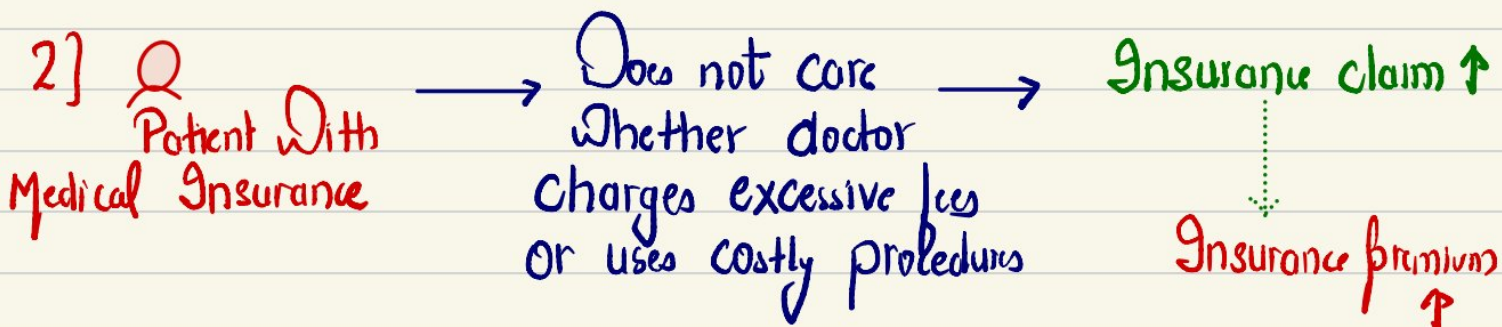 2]
Patient With
Medical Insurance
→ Does not care
Whether doctor
charges excessive fees
or uses costly procedures
→ Insurance claim ↑
Insurance premium ↑